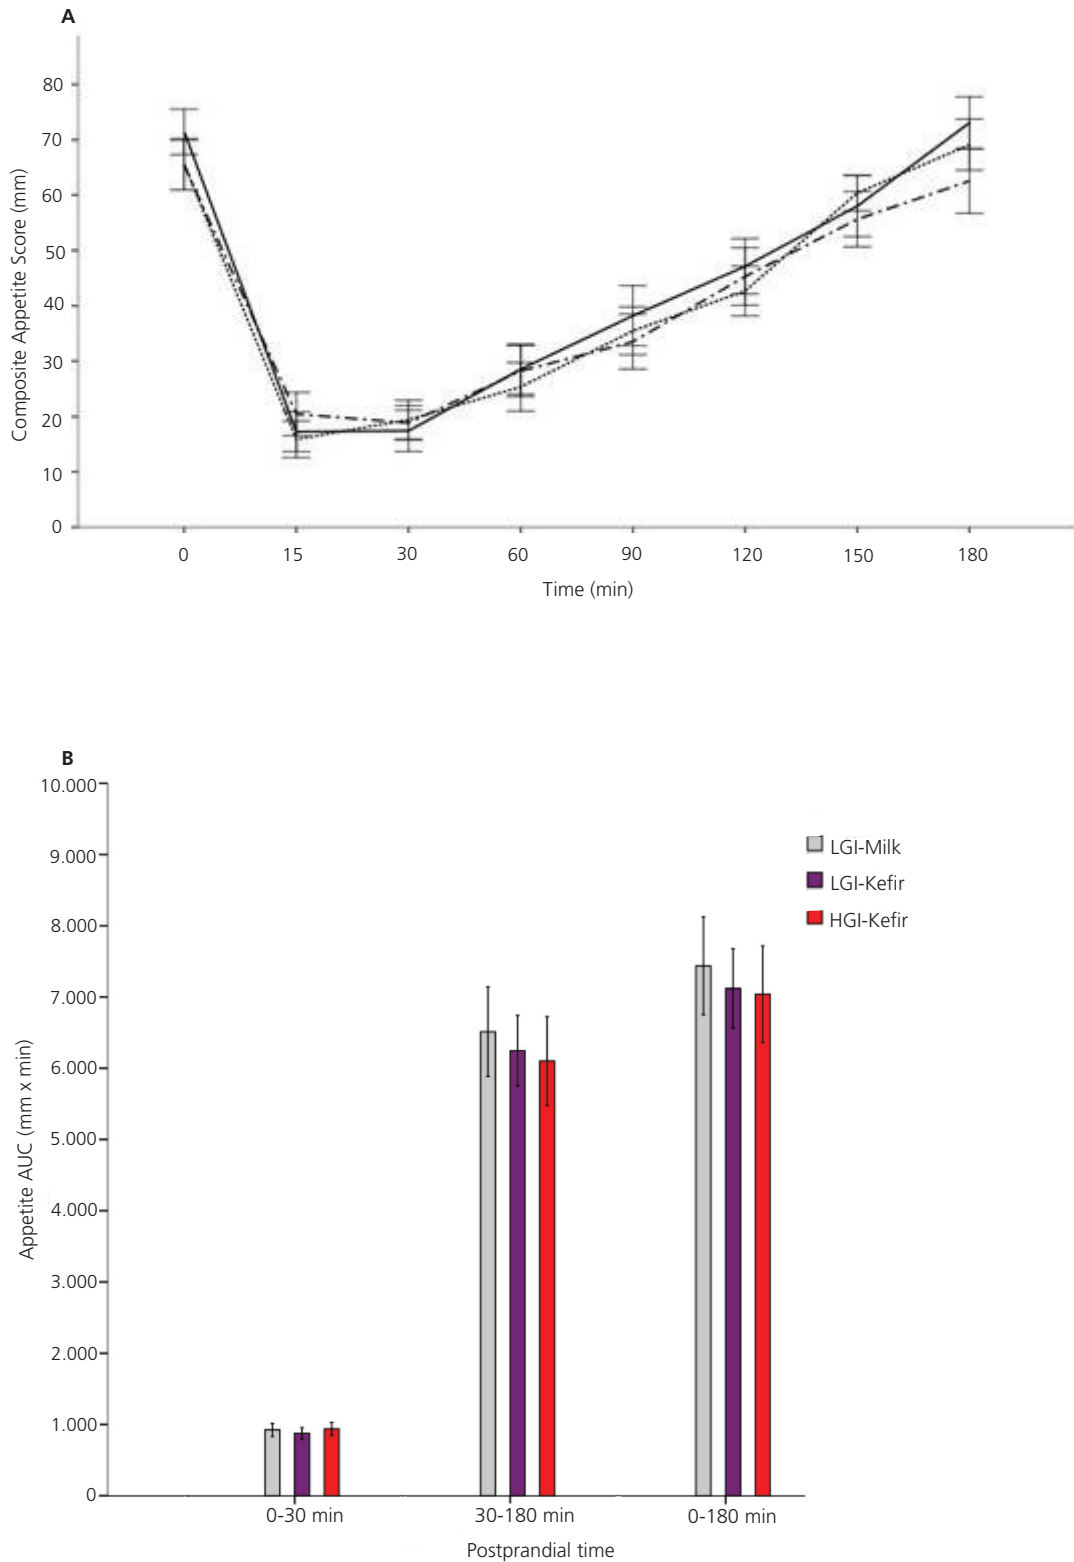 A
Composite Appetite Score (mm)
80
70
60
50
40
30
20
10
0
0 15 30 60 90 120 150 180
Time (min)
B
Appetite AUC (mm x min)
10.000
9.000
8.000
7.000
6.000
5.000
4.000
3.000
2.000
1.000
0
LGI-Milk
LGI-Kefir
HGI-Kefir
0-30 min 30-180 min 0-180 min
Postprandial time